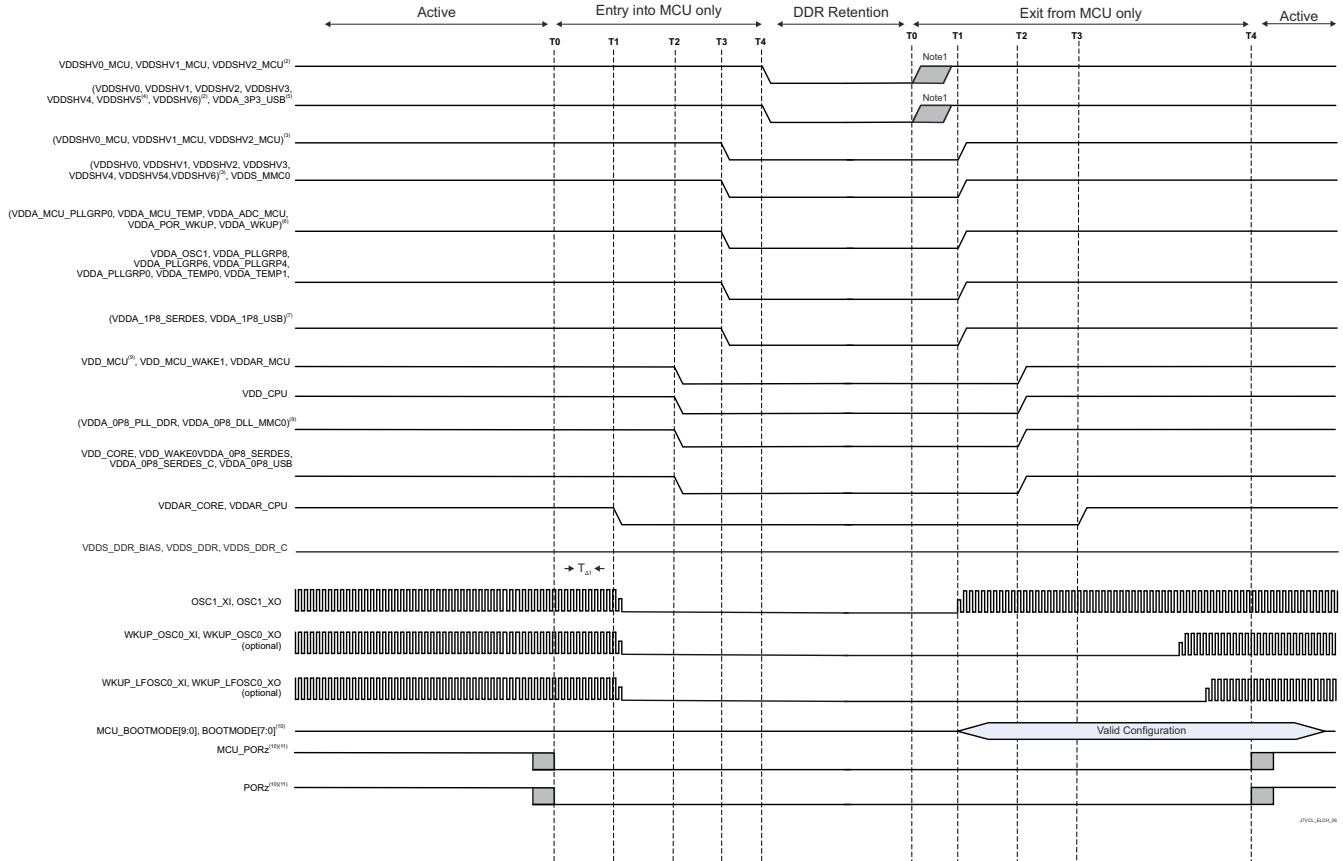 Active
Entry into MCU only
DDR Retention
Exit from MCU only
Active
T0 T1 T2 T3 T4 T0 T1 T2 T3 T4
VDDSHV0_MCU, VDDSHV1_MCU, VDDSHV2_MCU(2)
Note1
(VDDSHV0, VDDSHV1, VDDSHV2, VDDSHV3,
VDDSHV4, VDDSHV5(4), VDDSHV6)(2), VDDA_3P3_USB(5)
Note1
(VDDSHV0_MCU, VDDSHV1_MCU, VDDSHV2_MCU)(3)
(VDDSHV0, VDDSHV1, VDDSHV2, VDDSHV3,
VDDSHV4, VDDSHV54,VDDSHV6)(3), VDDS_MMC0
(VDDA_MCU_PLLGRP0, VDDA_MCU_TEMP, VDDA_ADC_MCU,
VDDA_POR_WKUP, VDDA_WKUP)(6)
VDDA_OSC1, VDDA_PLLGRP8,
VDDA_PLLGRP6, VDDA_PLLGRP4,
VDDA_PLLGRP0, VDDA_TEMP0, VDDA_TEMP1,
(VDDA_1P8_SERDES, VDDA_1P8_USB)(7)
VDD_MCU(9), VDD_MCU_WAKE1, VDDAR_MCU
VDD_CPU
(VDDA_0P8_PLL_DDR, VDDA_0P8_DLL_MMC0)(9)
VDD_CORE, VDD_WAKE0VDDA_0P8_SERDES,
VDDA_0P8_SERDES_C, VDDA_0P8_USB
VDDAR_CORE, VDDAR_CPU
VDDS_DDR_BIAS, VDDS_DDR, VDDS_DDR_C
TΔ1
OSC1_XI, OSC1_XO
WKUP_OSC0_XI, WKUP_OSC0_XO
(optional)
WKUP_LFOSC0_XI, WKUP_LFOSC0_XO
(optional)
MCU_BOOTMODE[9:0], BOOTMODE[7:0](10)
Valid Configuration
MCU_PORz(10)(11)
PORz(10)(11)
J7VCL_ELCH_06